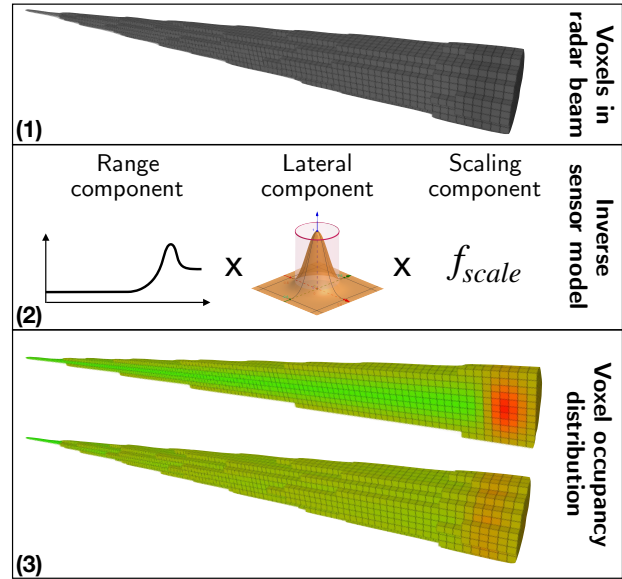 Voxels in
radar beam
(1)
Range
component
Lateral
component
Scaling
component
x
x
f_scale
Inverse
sensor model
(2)
Voxel occupancy
distribution
(3)